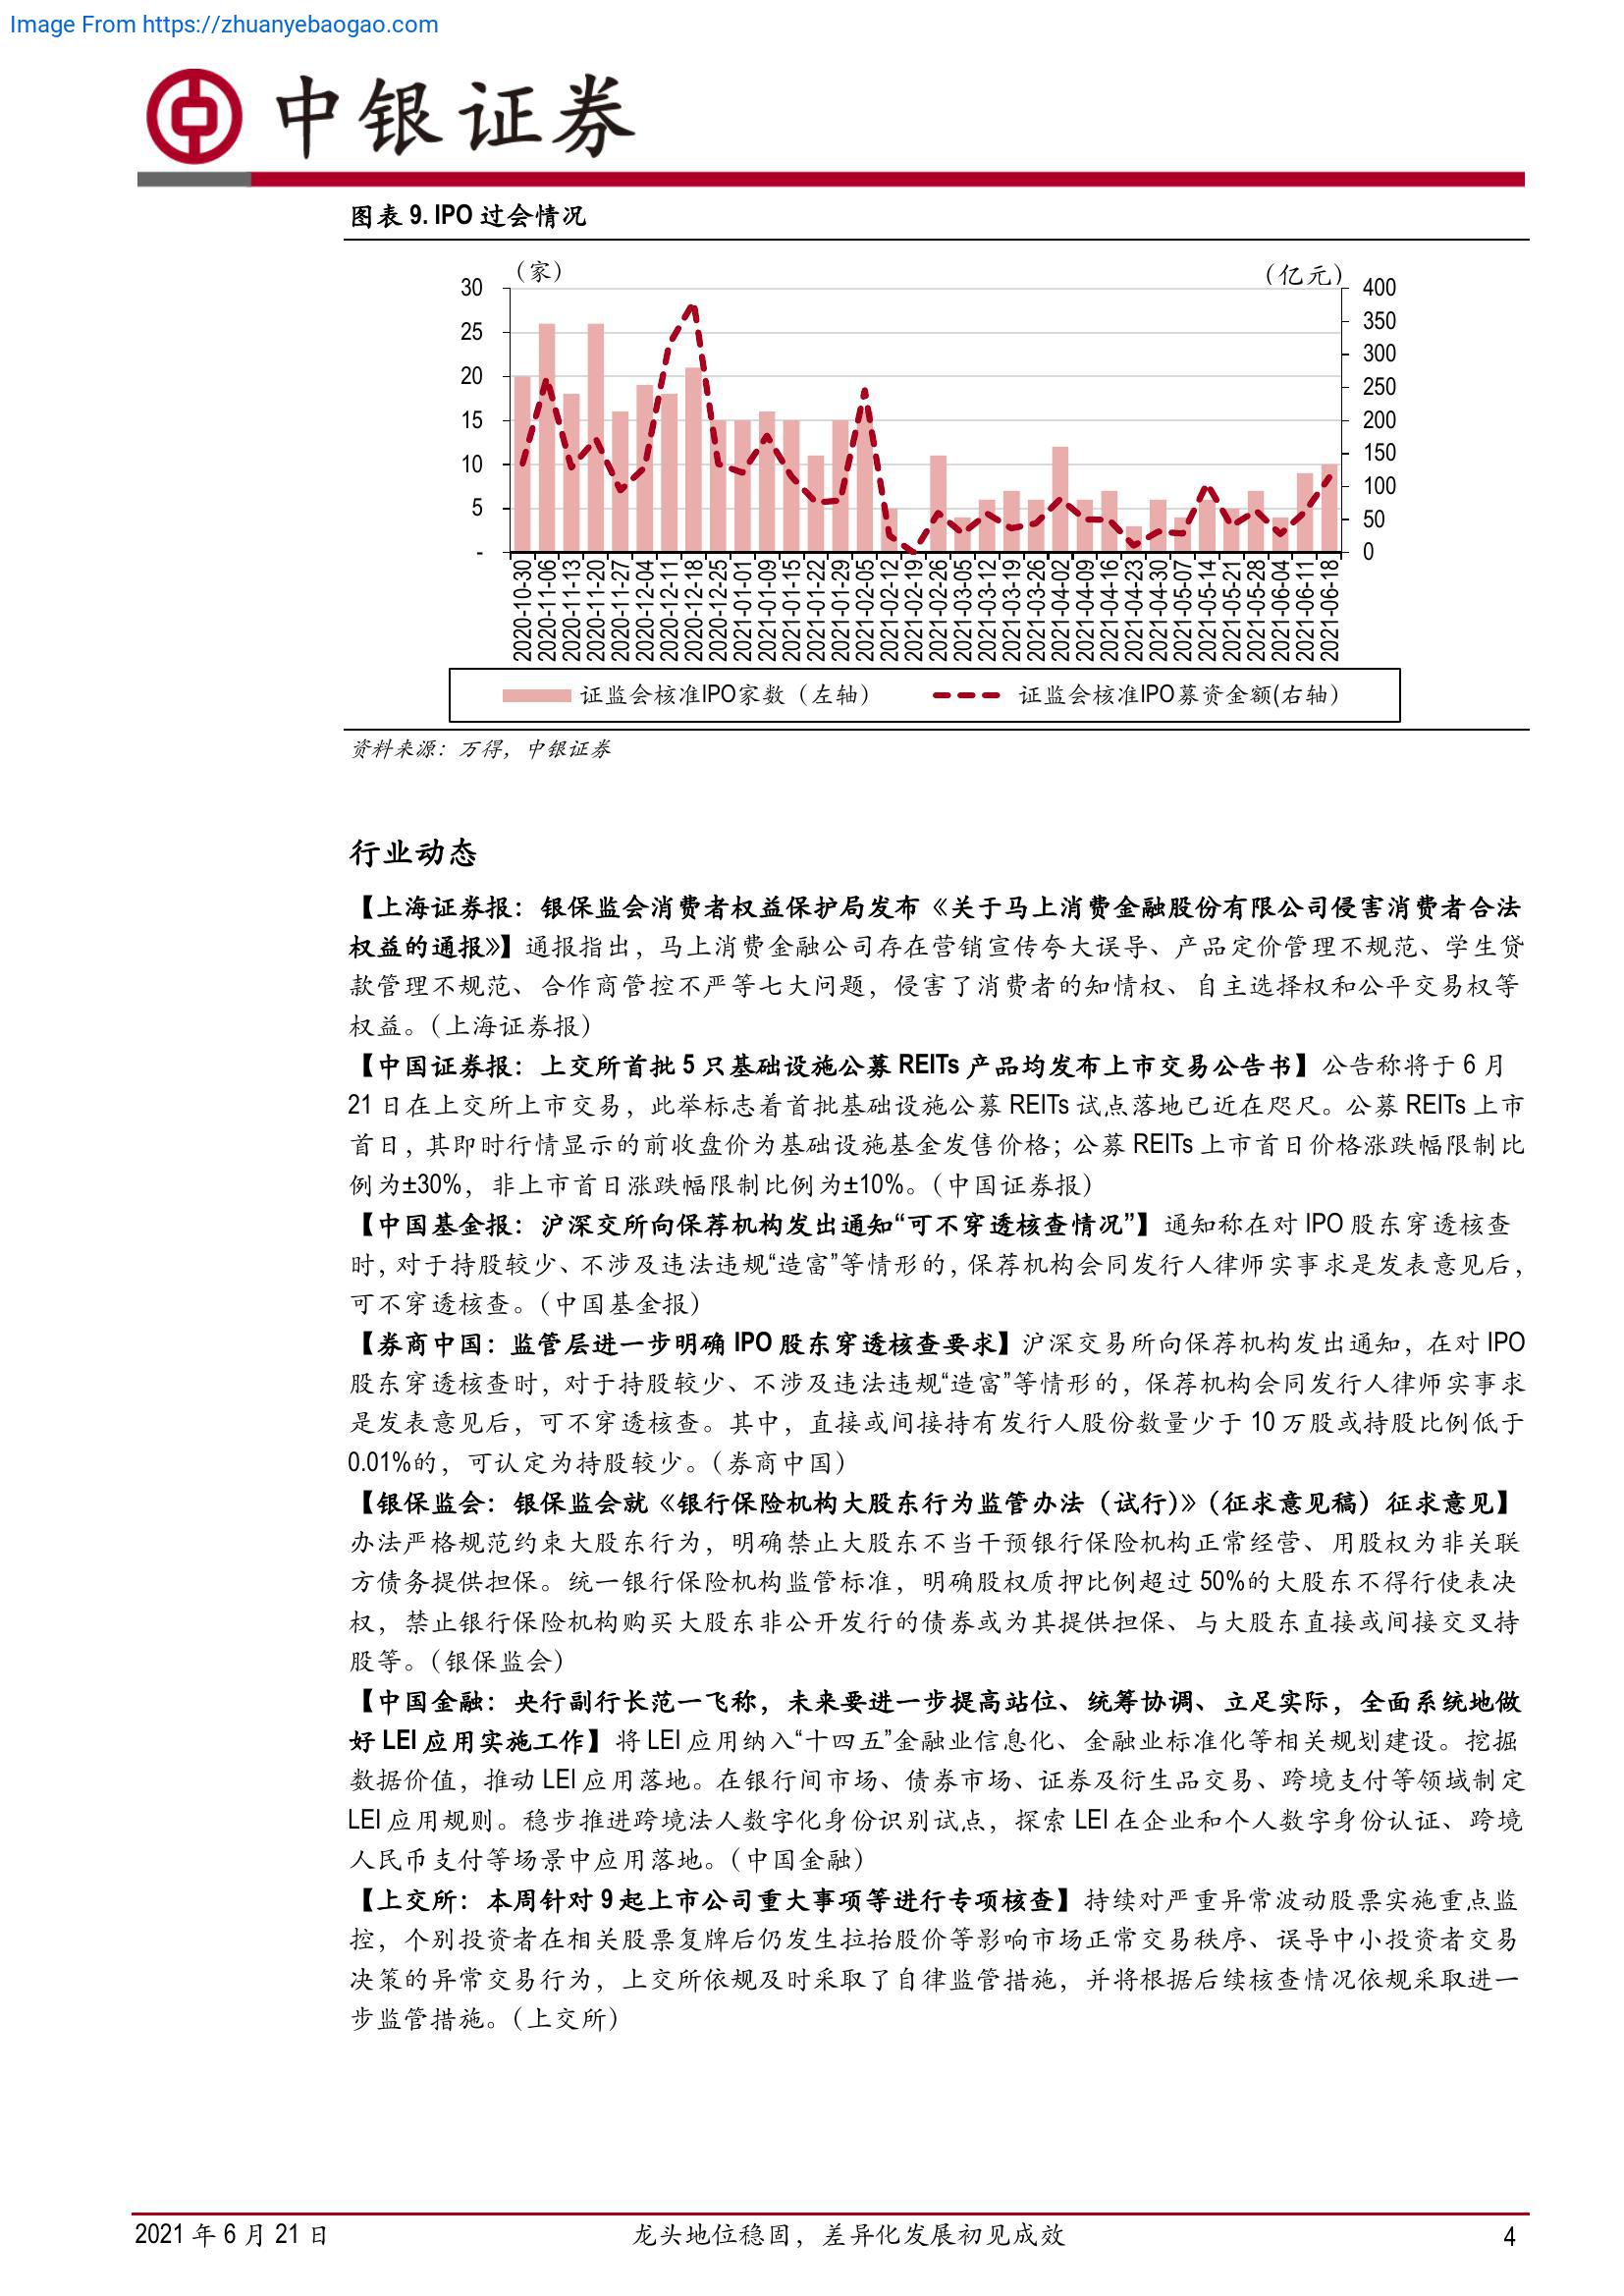 Image From https://zhuanyebaogao.com
中银证券
图表 9. IPO 过会情况
（家）
（亿元）
30
25
20
15
10
5
-
400
350
300
250
200
150
100
50
0
2020-10-30
2020-11-06
2020-11-13
2020-11-20
2020-11-27
2020-12-04
2020-12-11
2020-12-18
2020-12-25
2021-01-01
2021-01-09
2021-01-15
2021-01-22
2021-01-29
2021-02-05
2021-02-12
2021-02-19
2021-02-26
2021-03-05
2021-03-12
2021-03-19
2021-03-26
2021-04-02
2021-04-09
2021-04-16
2021-04-23
2021-04-30
2021-05-07
2021-05-14
2021-05-21
2021-05-28
2021-06-04
2021-06-11
2021-06-18
证监会核准IPO家数（左轴）
证监会核准IPO募资金额(右轴）
资料来源：万得，中银证券
行业动态
【上海证券报：银保监会消费者权益保护局发布《关于马上消费金融股份有限公司侵害消费者合法
权益的通报》】通报指出，马上消费金融公司存在营销宣传夸大误导、产品定价管理不规范、学生贷
款管理不规范、合作商管控不严等七大问题，侵害了消费者的知情权、自主选择权和公平交易权等
权益。（上海证券报）
【中国证券报：上交所首批 5 只基础设施公募 REITs 产品均发布上市交易公告书】公告称将于 6 月
21 日在上交所上市交易，此举标志着首批基础设施公募 REITs 试点落地已近在咫尺。公募 REITs 上市
首日，其即时行情显示的前收盘价为基础设施基金发售价格；公募 REITs 上市首日价格涨跌幅限制比
例为±30%，非上市首日涨跌幅限制比例为±10%。（中国证券报）
【中国基金报：沪深交所向保荐机构发出通知“可不穿透核查情况”】通知称在对 IPO 股东穿透核查
时，对于持股较少、不涉及违法违规“造富”等情形的，保荐机构会同发行人律师实事求是发表意见后，
可不穿透核查。（中国基金报）
【券商中国：监管层进一步明确 IPO 股东穿透核查要求】沪深交易所向保荐机构发出通知，在对 IPO
股东穿透核查时，对于持股较少、不涉及违法违规“造富”等情形的，保荐机构会同发行人律师实事求
是发表意见后，可不穿透核查。其中，直接或间接持有发行人股份数量少于 10 万股或持股比例低于
0.01%的，可认定为持股较少。（券商中国）
【银保监会：银保监会就《银行保险机构大股东行为监管办法（试行）》（征求意见稿）征求意见】
办法严格规范约束大股东行为，明确禁止大股东不当干预银行保险机构正常经营、用股权为非关联
方债务提供担保。统一银行保险机构监管标准，明确股权质押比例超过 50%的大股东不得行使表决
权，禁止银行保险机构购买大股东非公开发行的债券或为其提供担保、与大股东直接或间接交叉持
股等。（银保监会）
【中国金融：央行副行长范一飞称，未来要进一步提高站位、统筹协调、立足实际，全面系统地做
好 LEI 应用实施工作】将 LEI 应用纳入“十四五”金融业信息化、金融业标准化等相关规划建设。挖掘
数据价值，推动 LEI 应用落地。在银行间市场、债券市场、证券及衍生品交易、跨境支付等领域制定
LEI 应用规则。稳步推进跨境法人数字化身份识别试点，探索 LEI 在企业和个人数字身份认证、跨境
人民币支付等场景中应用落地。（中国金融）
【上交所：本周针对 9 起上市公司重大事项等进行专项核查】持续对严重异常波动股票实施重点监
控，个别投资者在相关股票复牌后仍发生拉抬股价等影响市场正常交易秩序、误导中小投资者交易
决策的异常交易行为，上交所依规及时采取了自律监管措施，并将根据后续核查情况依规采取进一
步监管措施。（上交所）
2021 年 6 月 21 日
龙头地位稳固，差异化发展初见成效
4